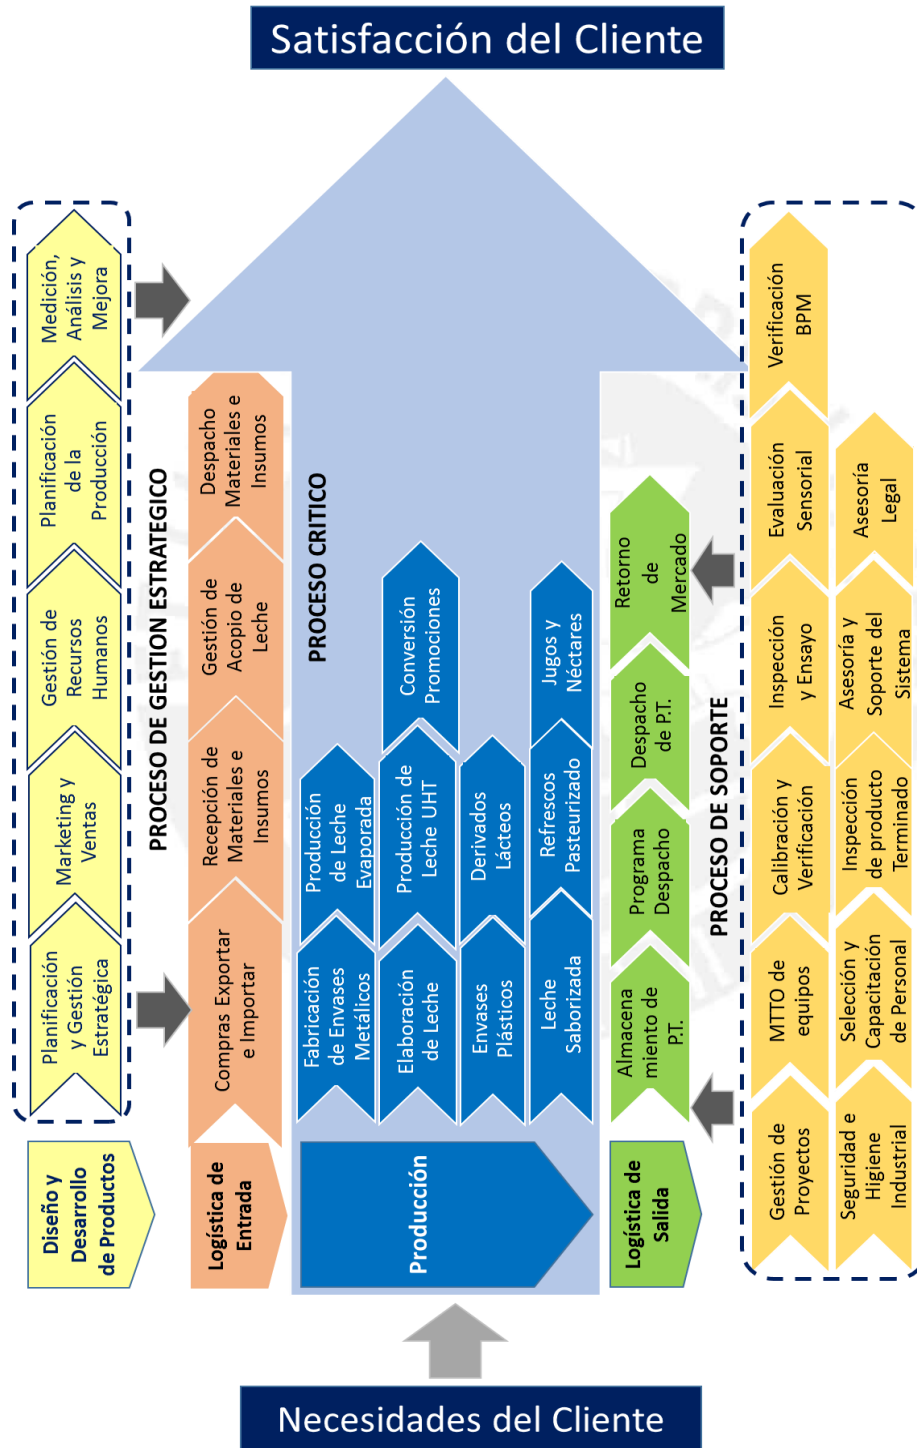 Satisfacción del Cliente
Diseño y
Desarrollo
de Productos
Planificación
y Gestión
Estratégica
Marketing y
Ventas
Gestión de
Recursos
Humanos
Planificación
de la
Producción
Medición,
Análisis y
Mejora
PROCESO DE GESTION ESTRATEGICO
Logística de
Entrada
Compras Exportar
e Importar
Recepción de
Materiales e
Insumos
Gestión de
Acopio de
Leche
Despacho
Materiales e
Insumos
PROCESO CRITICO
Producción
Fabricación
de Envases
Metálicos
Producción
de Leche
Evaporada
Elaboración
de Leche
Producción de
Leche UHT
Conversión
Promociones
Envases
Plásticos
Derivados
Lácteos
Leche
Saborizada
Refrescos
Pasteurizado
Jugos y
Néctares
Logística de
Salida
Almacena
miento de
P.T.
Programa
Despacho
Despacho
de P.T.
Retorno
de
Mercado
PROCESO DE SOPORTE
Gestión de
Proyectos
MTTO de
equipos
Calibración y
Verificación
Inspección
y Ensayo
Evaluación
Sensorial
Verificación
BPM
Seguridad e
Higiene
Industrial
Selección y
Capacitación
de Personal
Inspección
de producto
Terminado
Asesoría y
Soporte del
Sistema
Asesoría
Legal
Necesidades del Cliente